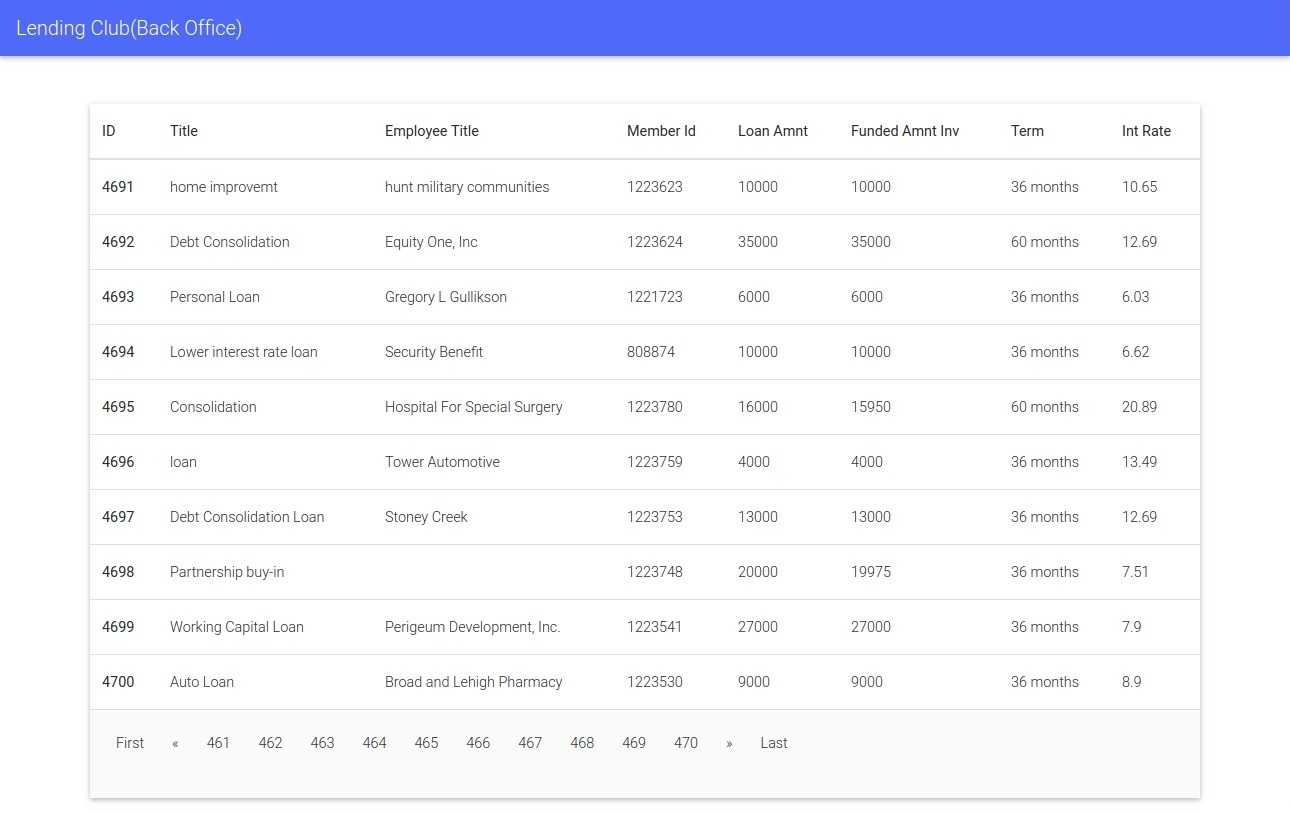 Lending Club(Back Office)
ID Title Employee Title Member Id Loan Amnt Funded Amnt Inv Term Int Rate
4691 home improvemt hunt military communities 1223623 10000 10000 36 months 10.65
4692 Debt Consolidation Equity One, Inc 1223624 35000 35000 60 months 12.69
4693 Personal Loan Gregory L Gullikson 1221723 6000 6000 36 months 6.03
4694 Lower interest rate loan Security Benefit 808874 10000 10000 36 months 6.62
4695 Consolidation Hospital For Special Surgery 1223780 16000 15950 60 months 20.89
4696 loan Tower Automotive 1223759 4000 4000 36 months 13.49
4697 Debt Consolidation Loan Stoney Creek 1223753 13000 13000 36 months 12.69
4698 Partnership buy-in 1223748 20000 19975 36 months 7.51
4699 Working Capital Loan Perigeum Development, Inc. 1223541 27000 27000 36 months 7.9
4700 Auto Loan Broad and Lehigh Pharmacy 1223530 9000 9000 36 months 8.9
First « 461 462 463 464 465 466 467 468 469 470 » Last